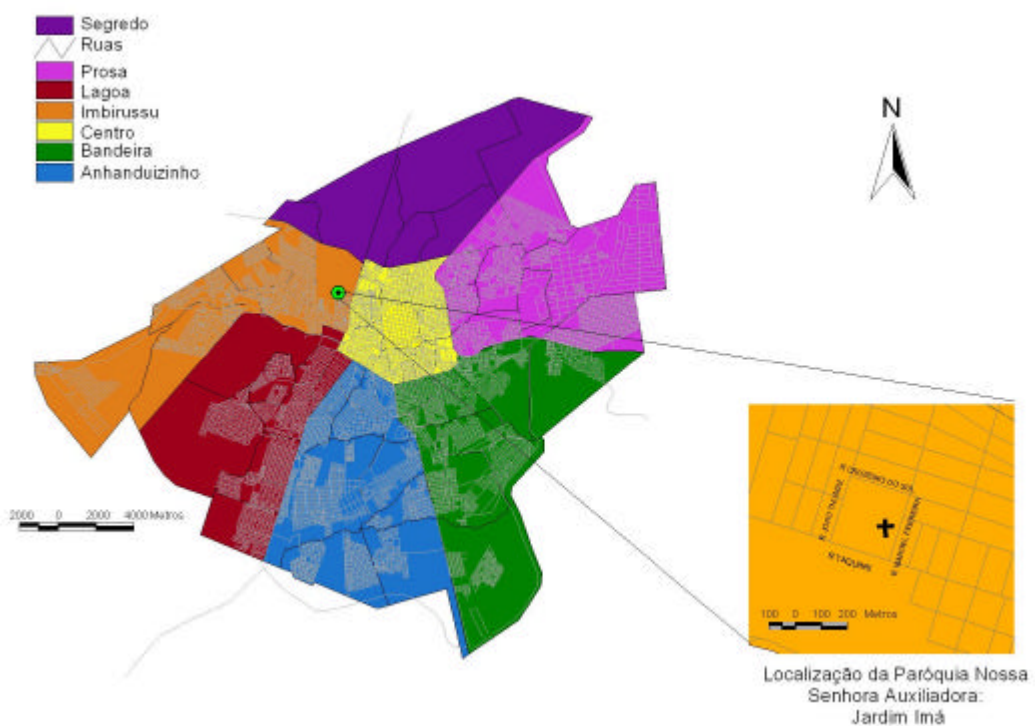 Segredo
Ruas
Prosa
Lagoa
Imbirussu
Centro
Bandeira
Anhanduizinho
N
2000 0 2000 4000 Metros
R TAQUARI
100 0 100 200 Metros
Localização da Paróquia Nossa
Senhora Auxiliadora:
Jardim Imá